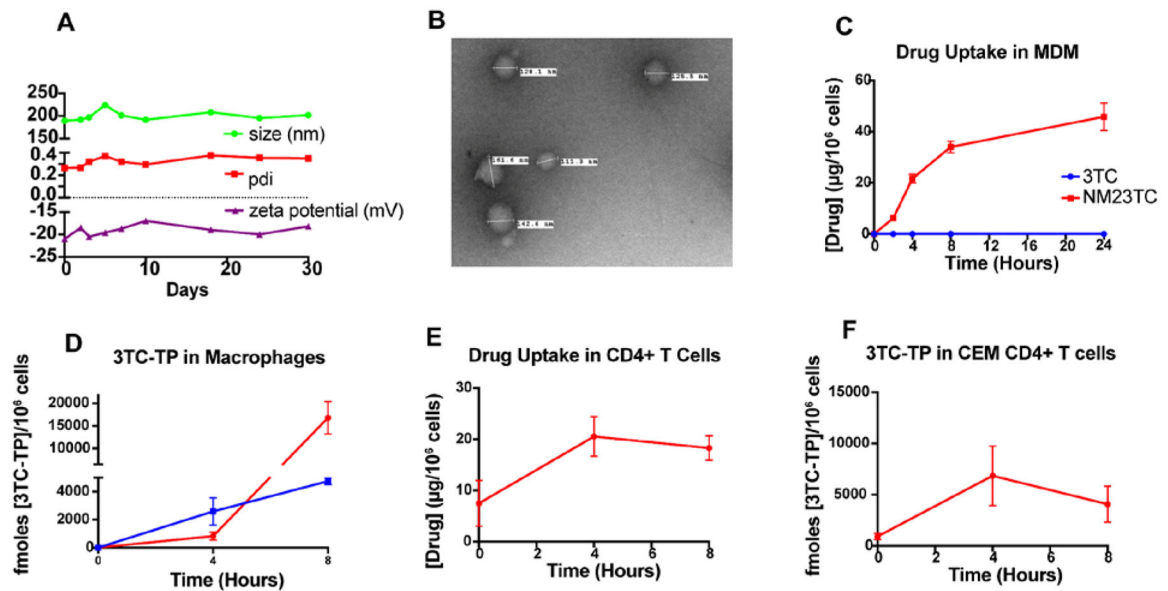 A
200
150
0.4
0.2
0.0
-15
-20
-25
0
10
20
30
Days
size (nm)
pdi
zeta potential (mV)
B
C
Drug Uptake in MDM
[Drug] (µg/10⁶ cells)
60
40
20
0
0
4
8
12
16
20
24
Time (Hours)
3TC
NM23TC
D
3TC-TP in Macrophages
fmoles [3TC-TP]/10⁶ cells
20000
15000
10000
4000
2000
0
0
4
8
Time (Hours)
E
Drug Uptake in CD4+ T Cells
[Drug] (µg/10⁶ cells)
30
20
10
0
0
2
4
6
8
Time (Hours)
F
3TC-TP in CEM CD4+ T cells
fmoles [3TC-TP]/10⁶ cells
15000
10000
5000
0
0
2
4
6
8
Time (Hours)